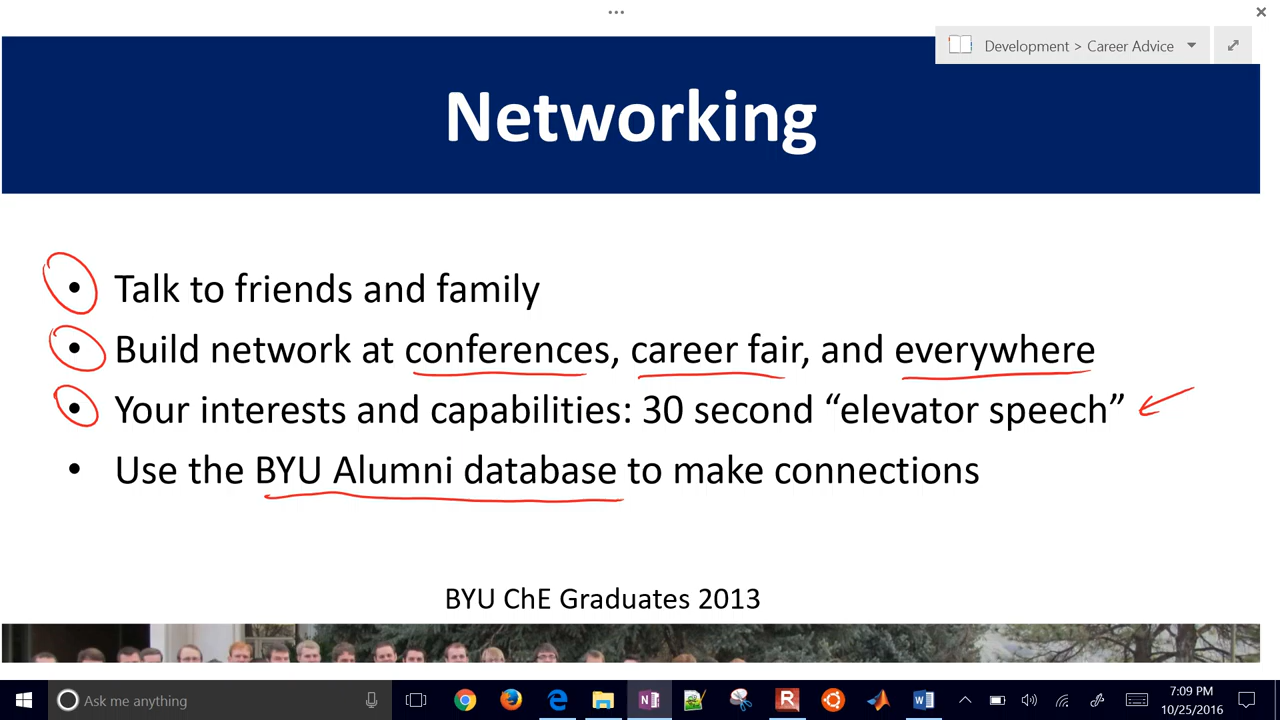 Development > Career Advice
Networking
• Talk to friends and family
• Build network at conferences, career fair, and everywhere
• Your interests and capabilities: 30 second “elevator speech”
• Use the BYU Alumni database to make connections
BYU ChE Graduates 2013
Ask me anything
7:09 PM
10/25/2016